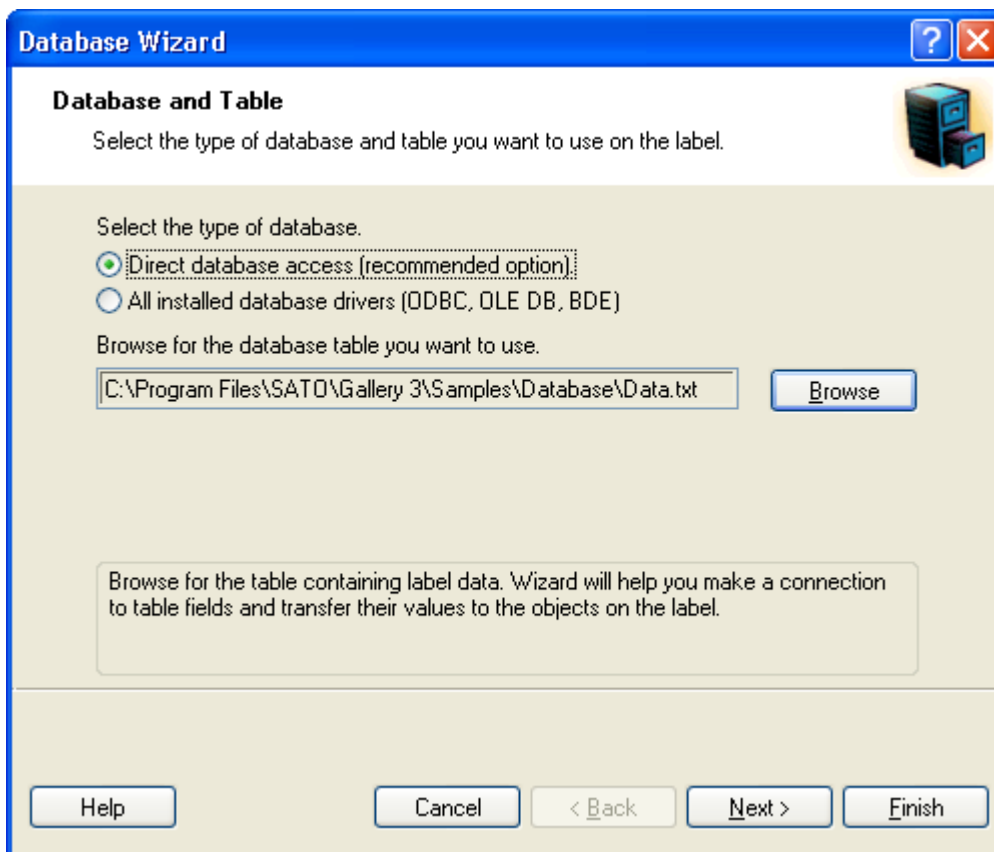 Database Wizard
Database and Table
Select the type of database and table you want to use on the label.
Select the type of database.
Direct database access (recommended option).
All installed database drivers (ODBC, OLE DB, BDE)
Browse for the database table you want to use.
C:\Program Files\SATO\Gallery 3\Samples\Database\Data.txt
Browse
Browse for the table containing label data. Wizard will help you make a connection
to table fields and transfer their values to the objects on the label.
Help
Cancel
< Back
Next >
Finish